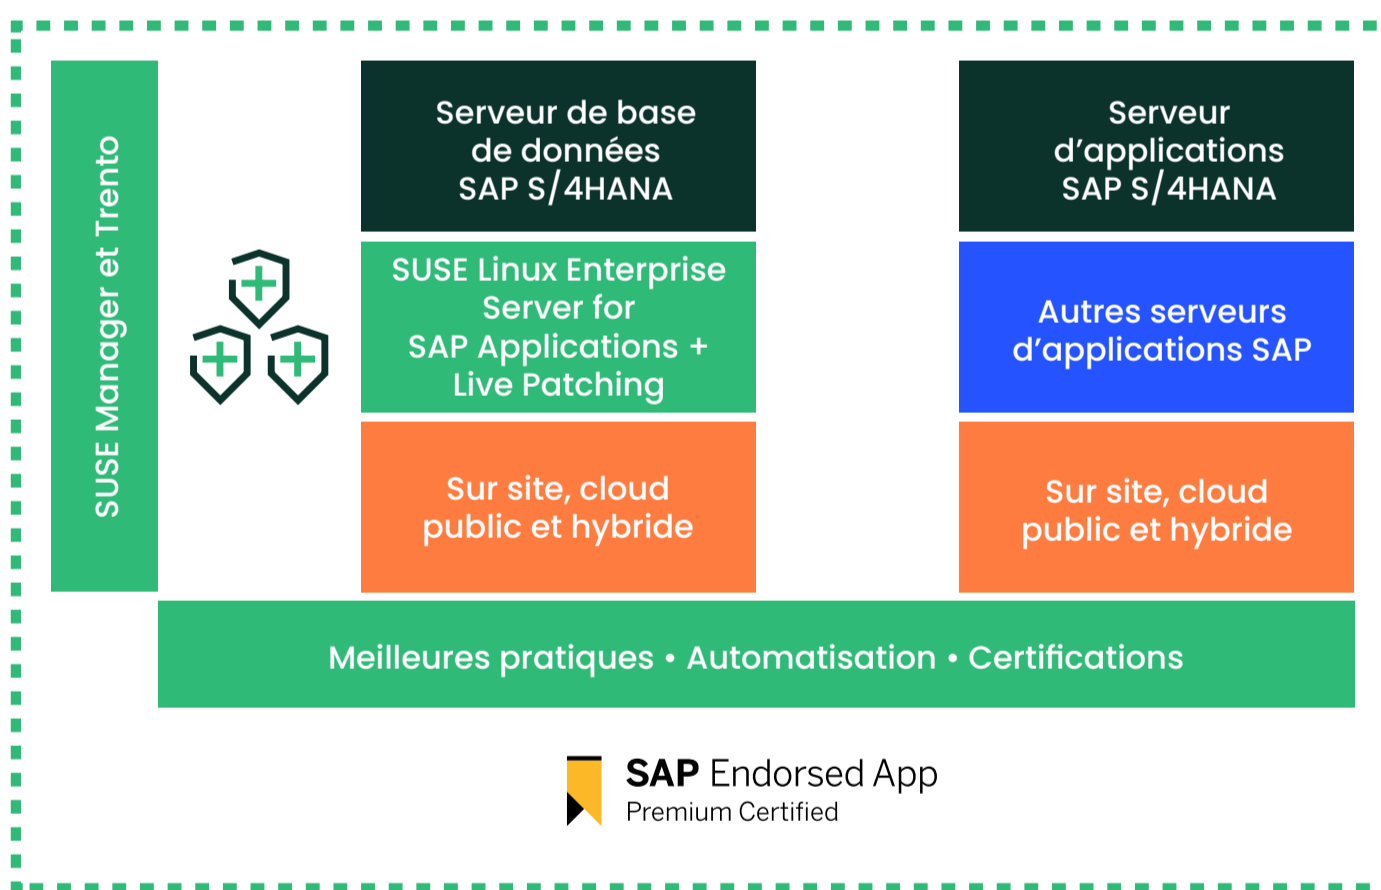 SUSE Manager et Trento
Serveur de base
de données
SAP S/4HANA
SUSE Linux Enterprise
Server for
SAP Applications +
Live Patching
Sur site, cloud
public et hybride
Serveur
d’applications
SAP S/4HANA
Autres serveurs
d’applications SAP
Sur site, cloud
public et hybride
Meilleures pratiques • Automatisation • Certifications
SAP Endorsed App
Premium Certified